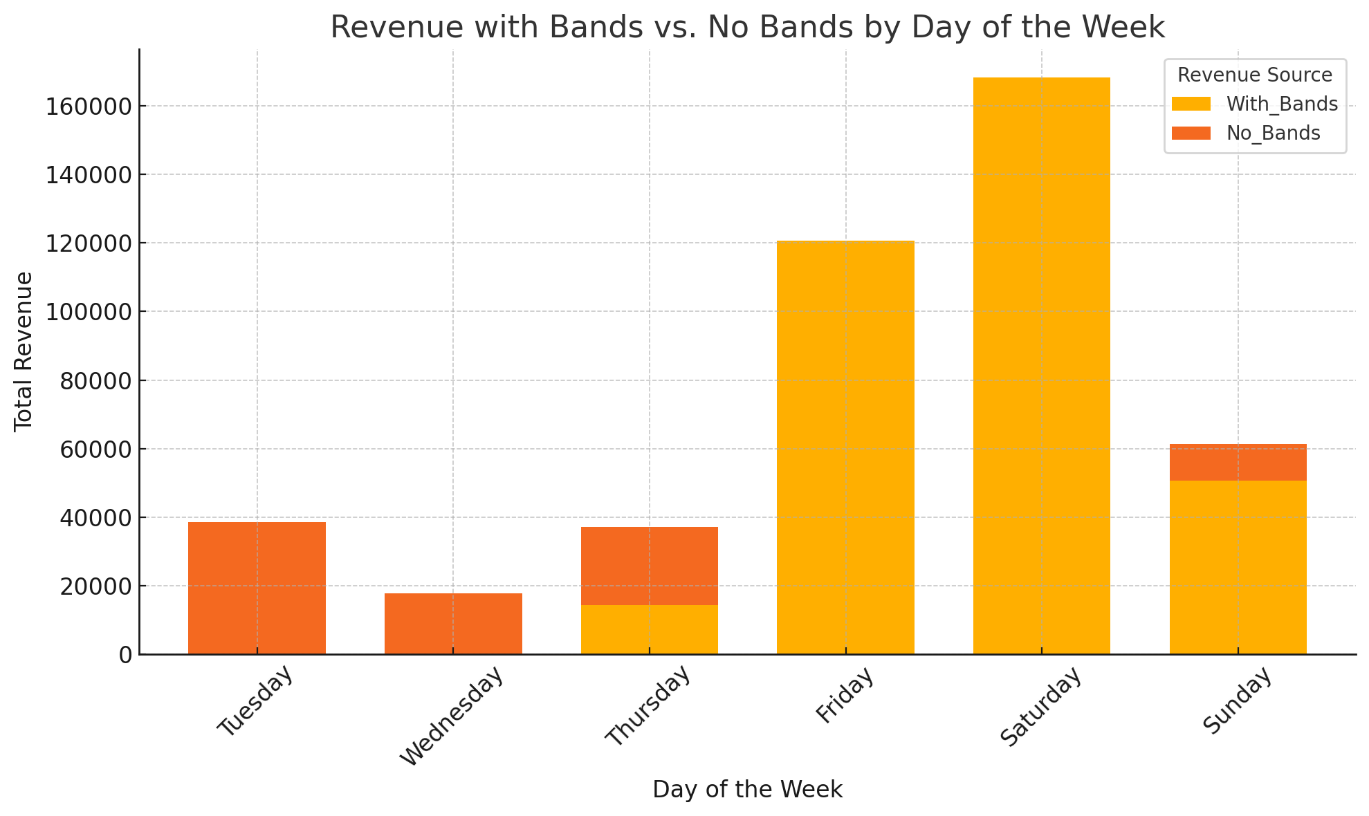 Revenue with Bands vs. No Bands by Day of the Week
Revenue Source
With_Bands
No_Bands
Total Revenue
160000
140000
120000
100000
80000
60000
40000
20000
0
Tuesday
Wednesday
Thursday
Friday
Saturday
Sunday
Day of the Week